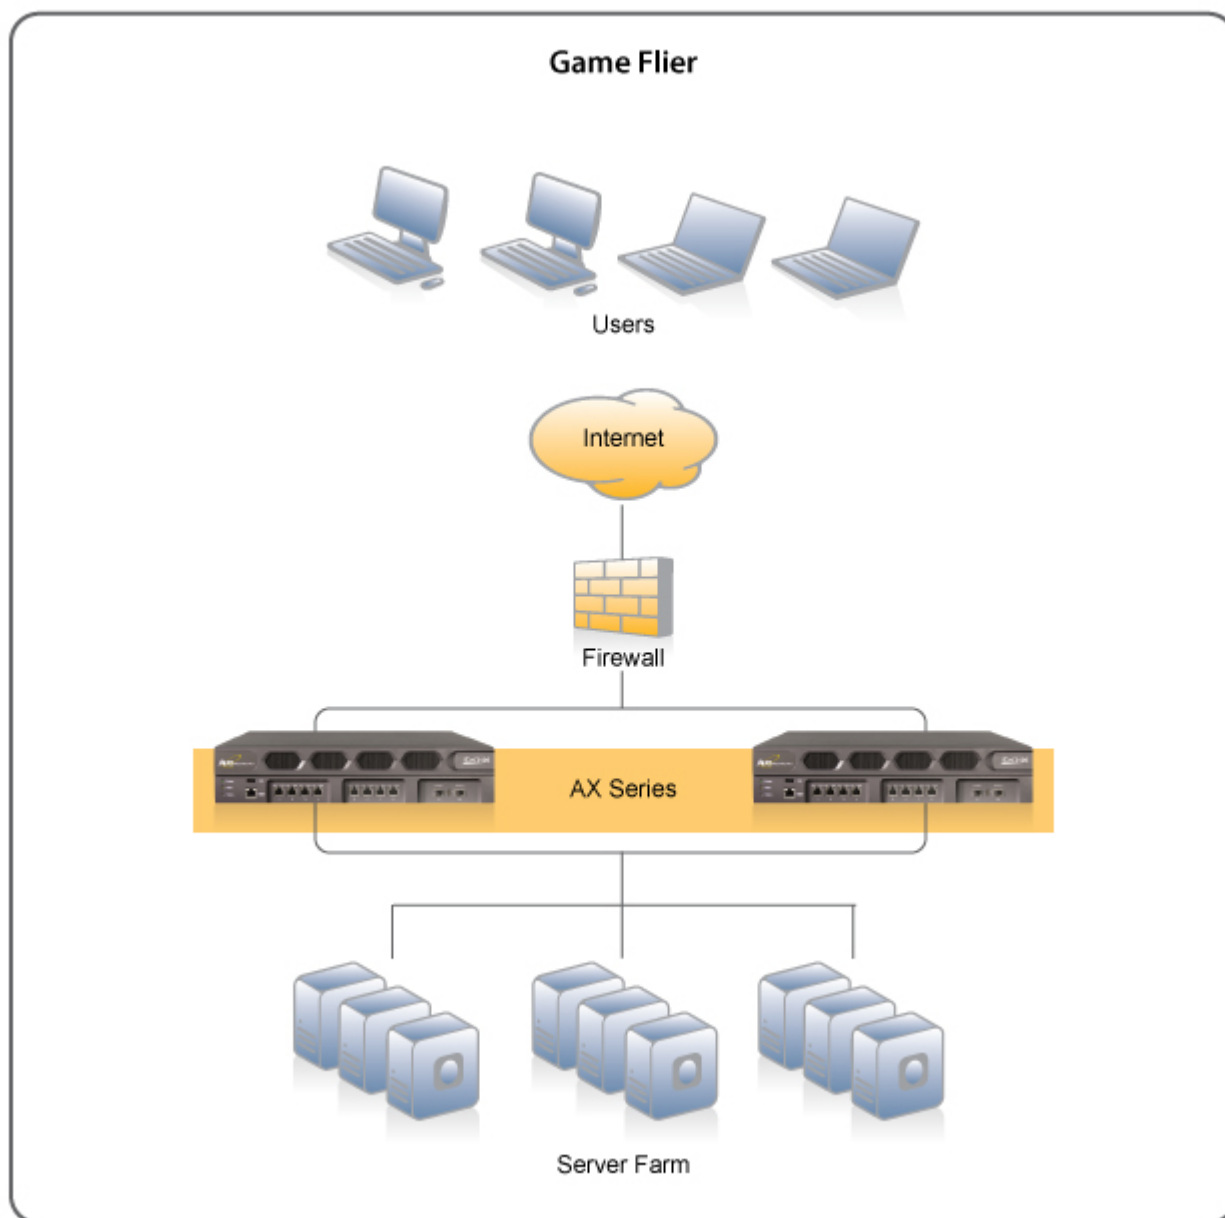 Game Flier
Users
Internet
Firewall
AX Series
Server Farm